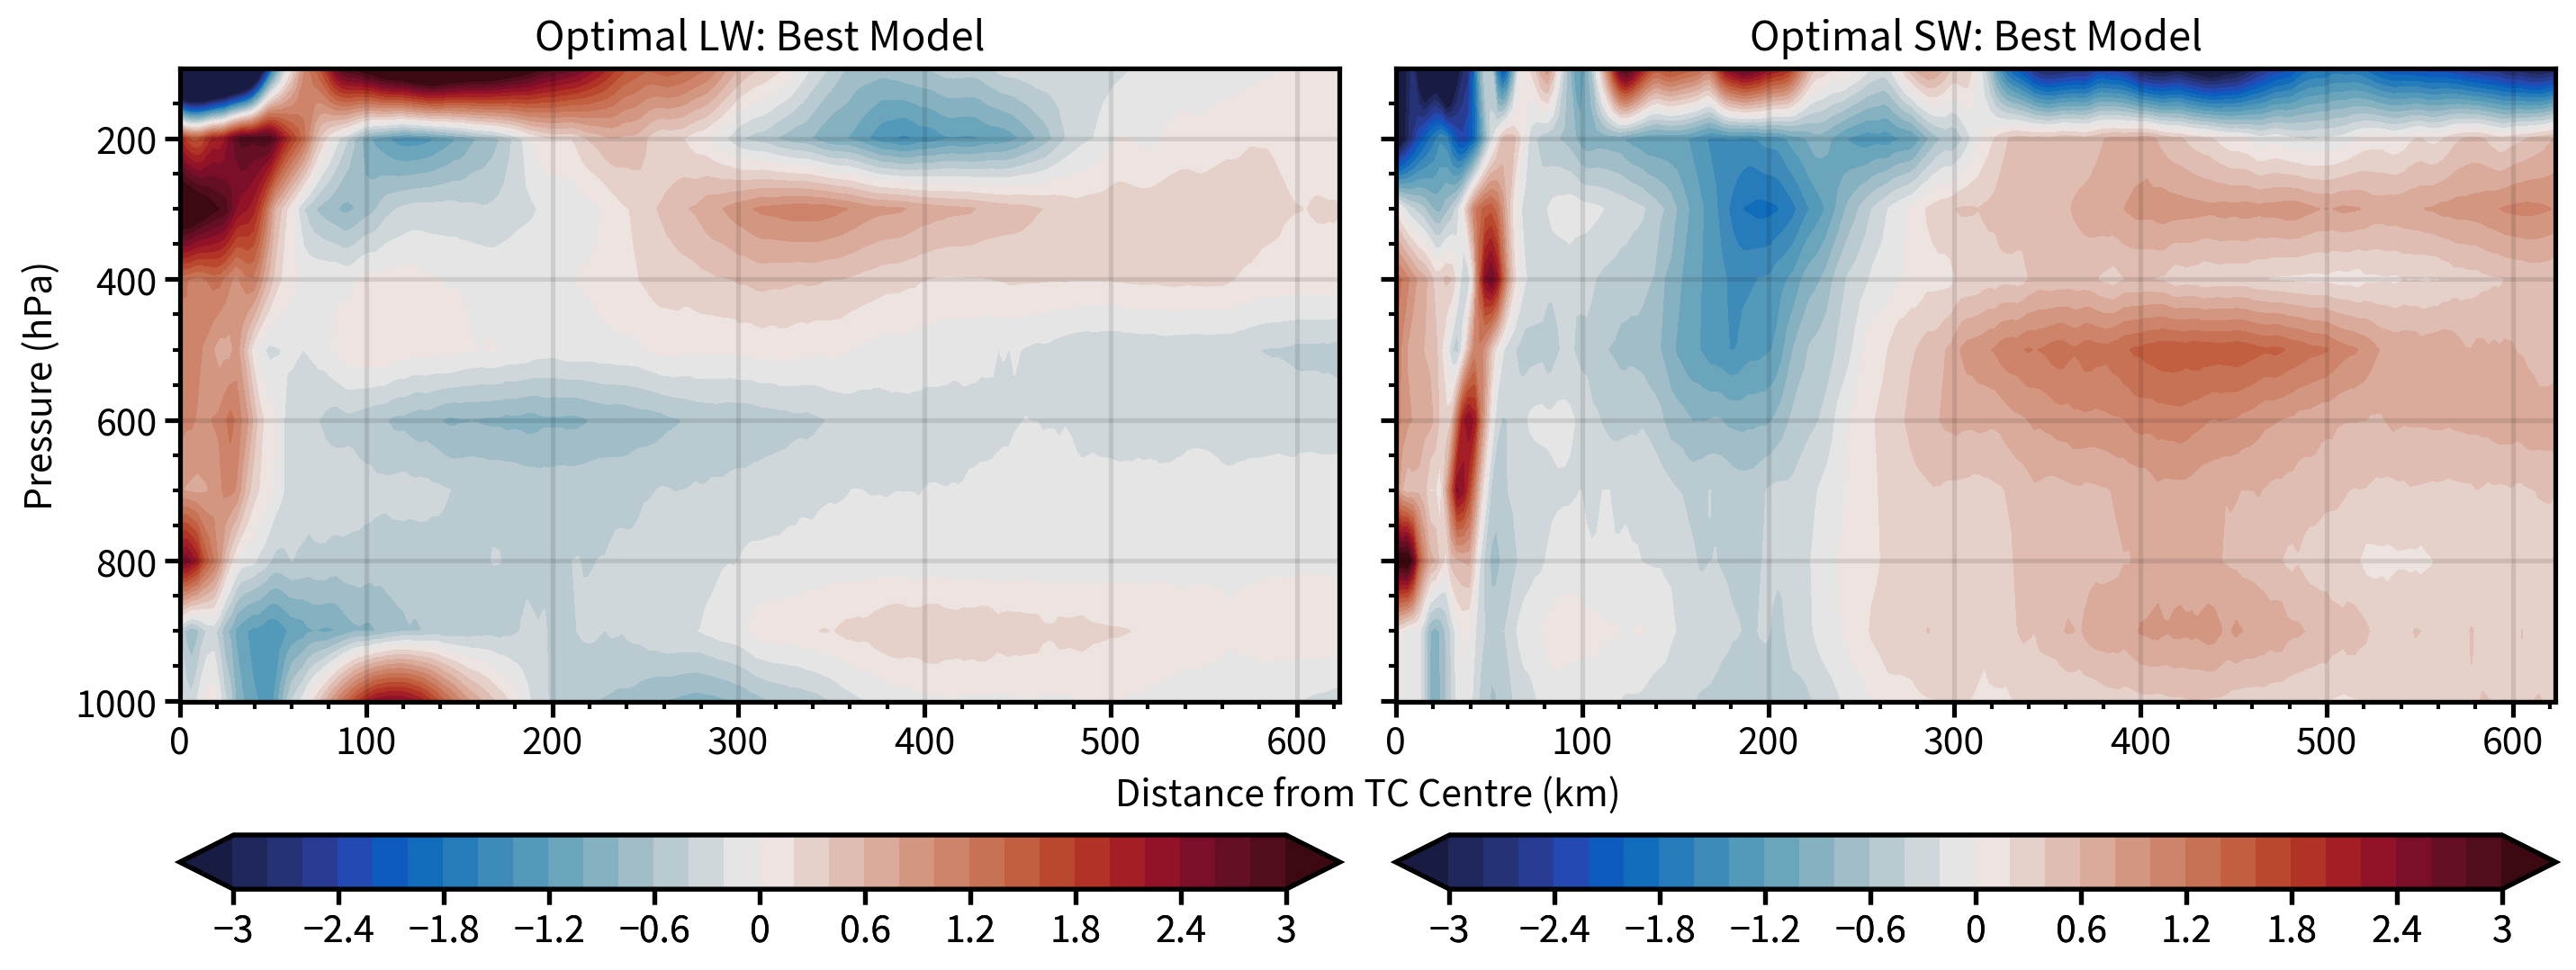 Optimal LW: Best Model
Optimal SW: Best Model
Pressure (hPa)
200
400
600
800
1000
0 100 200 300 400 500 600
0 100 200 300 400 500 600
Distance from TC Centre (km)
−3 −2.4 −1.8 −1.2 −0.6 0 0.6 1.2 1.8 2.4 3
−3 −2.4 −1.8 −1.2 −0.6 0 0.6 1.2 1.8 2.4 3